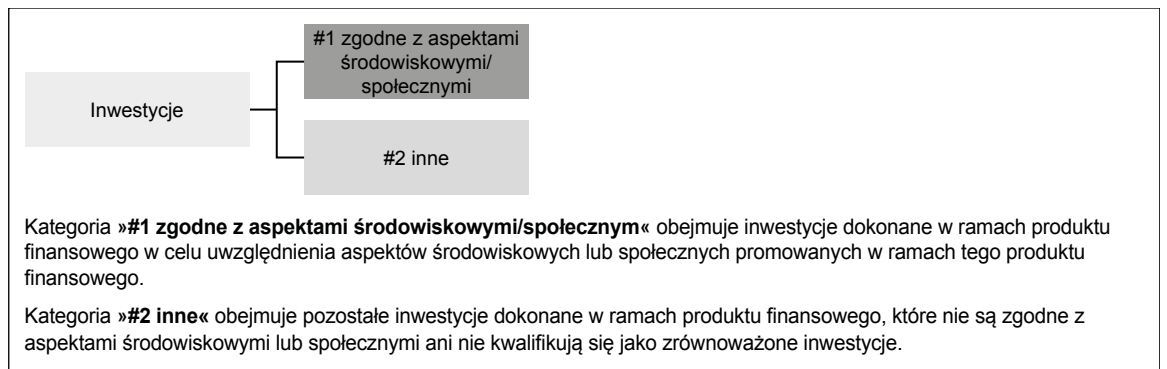 #1 zgodne z aspektami
środowiskowymi/
społecznymi
Inwestycje
#2 inne
Kategoria »#1 zgodne z aspektami środowiskowymi/społecznym« obejmuje inwestycje dokonane w ramach produktu
finansowego w celu uwzględnienia aspektów środowiskowych lub społecznych promowanych w ramach tego produktu
finansowego.
Kategoria »#2 inne« obejmuje pozostałe inwestycje dokonane w ramach produktu finansowego, które nie są zgodne z
aspektami środowiskowymi lub społecznymi ani nie kwalifikują się jako zrównoważone inwestycje.